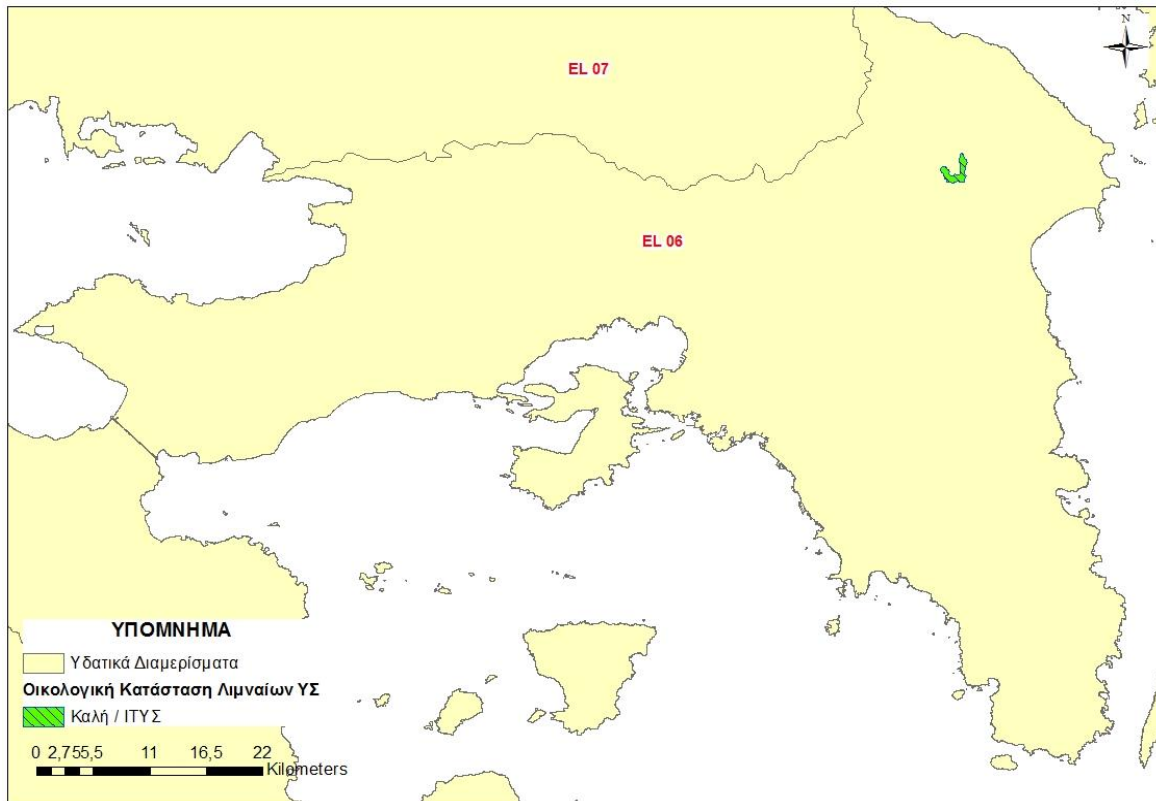 N
EL 07
EL 06
ΥΠΟΜΝΗΜΑ
Υδατικά Διαμερίσματα
Οικολογική Κατάσταση Λιμναίων ΥΣ
Καλή / ΙΤΥΣ
0 2,755,5 11 16,5 22
Kilometers